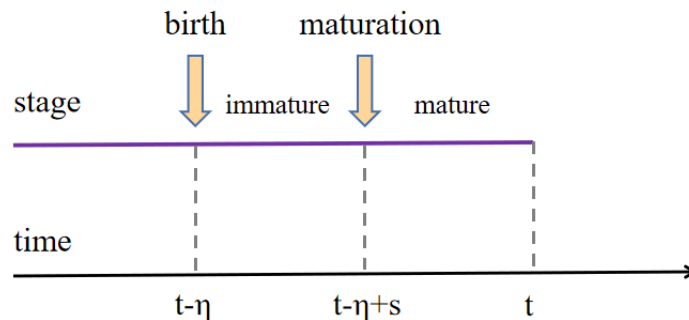 birth maturation
stage immature mature
time
t-η t-η+s t